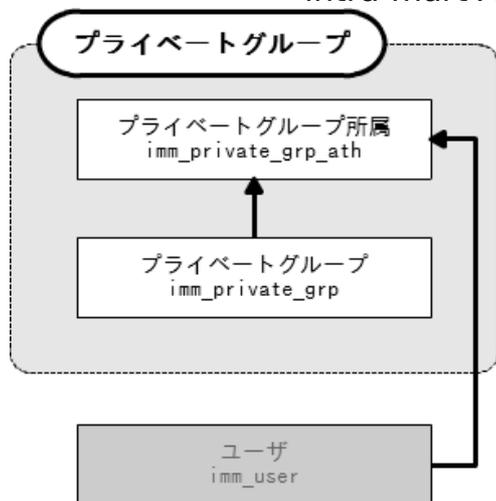 プライベートグループ
プライベートグループ所属
imm_private_grp_ath
プライベートグループ
imm_private_grp
ユーザ
imm_user